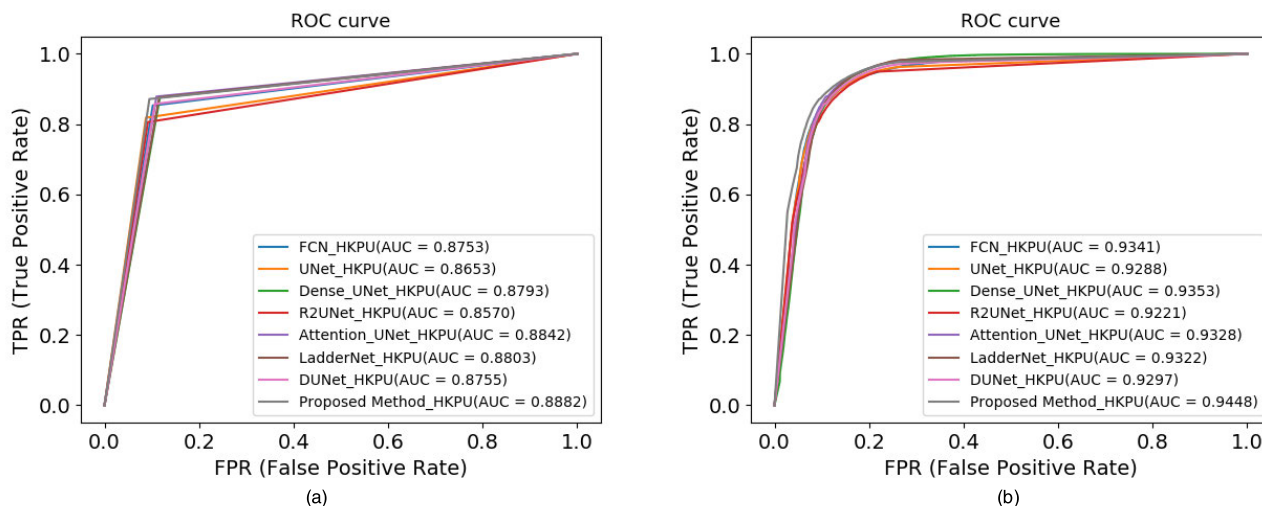 ROC curve
1.0
0.8
0.6
0.4
0.2
0.0
TPR (True Positive Rate)
FCN_HKPU(AUC = 0.8753)
UNet_HKPU(AUC = 0.8653)
Dense_UNet_HKPU(AUC = 0.8793)
R2UNet_HKPU(AUC = 0.8570)
Attention_UNet_HKPU(AUC = 0.8842)
LadderNet_HKPU(AUC = 0.8803)
DUNet_HKPU(AUC = 0.8755)
Proposed Method_HKPU(AUC = 0.8882)
0.0 0.2 0.4 0.6 0.8 1.0
FPR (False Positive Rate)
(a)
ROC curve
1.0
0.8
0.6
0.4
0.2
0.0
TPR (True Positive Rate)
FCN_HKPU(AUC = 0.9341)
UNet_HKPU(AUC = 0.9288)
Dense_UNet_HKPU(AUC = 0.9353)
R2UNet_HKPU(AUC = 0.9221)
Attention_UNet_HKPU(AUC = 0.9328)
LadderNet_HKPU(AUC = 0.9322)
DUNet_HKPU(AUC = 0.9297)
Proposed Method_HKPU(AUC = 0.9448)
0.0 0.2 0.4 0.6 0.8 1.0
FPR (False Positive Rate)
(b)